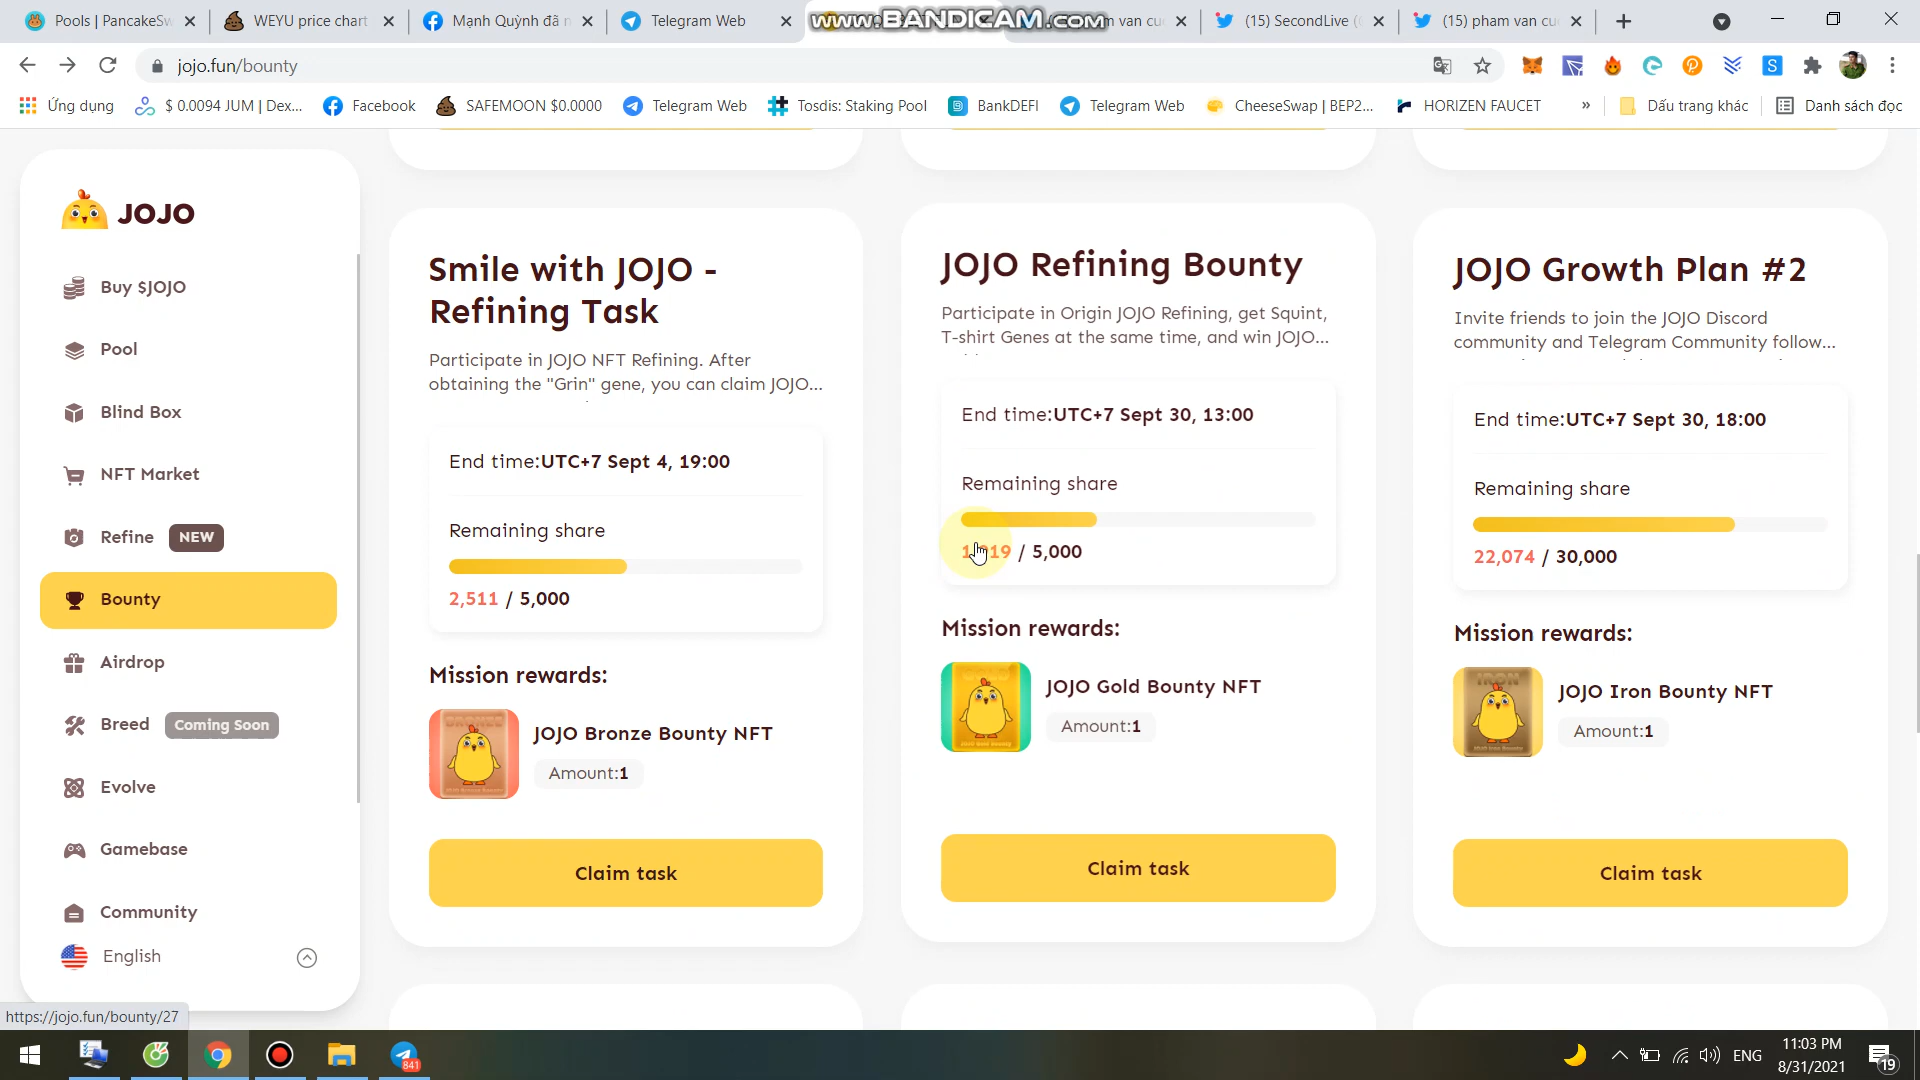 Pools | PancakeSw
WEYU price chart
Mạnh Quỳnh đã
Telegram Web
www.BANDICAM.com
(15) SecondLive (
(15) pham van cu
jojo.fun/bounty
Ứng dụng
$ 0.0094 JUM | Dex...
Facebook
SAFEMOON $0.0000
Telegram Web
Tosdis: Staking Pool
BankDEFI
Telegram Web
CheeseSwap | BEP2...
HORIZEN FAUCET
»
Dấu trang khác
Danh sách đọc
JOJO
Buy $JOJO
Pool
Blind Box
NFT Market
Refine NEW
Bounty
Airdrop
Breed Coming Soon
Evolve
Gamebase
Community
English
Smile with JOJO -
Refining Task
Participate in JOJO NFT Refining. After
obtaining the "Grin" gene, you can claim JOJO...
End time:UTC+7 Sept 4, 19:00
Remaining share
2,511 / 5,000
Mission rewards:
JOJO Bronze Bounty NFT
Amount:1
Claim task
JOJO Refining Bounty
Participate in Origin JOJO Refining, get Squint,
T-shirt Genes at the same time, and win JOJO...
End time:UTC+7 Sept 30, 13:00
Remaining share
/ 5,000
Mission rewards:
JOJO Gold Bounty NFT
Amount:1
Claim task
JOJO Growth Plan #2
Invite friends to join the JOJO Discord
community and Telegram Community follow...
End time:UTC+7 Sept 30, 18:00
Remaining share
22,074 / 30,000
Mission rewards:
IRON
JOJO Iron Bounty NFT
Amount:1
Claim task
https://jojo.fun/bounty/27
841
ENG
11:03 PM
8/31/2021
19